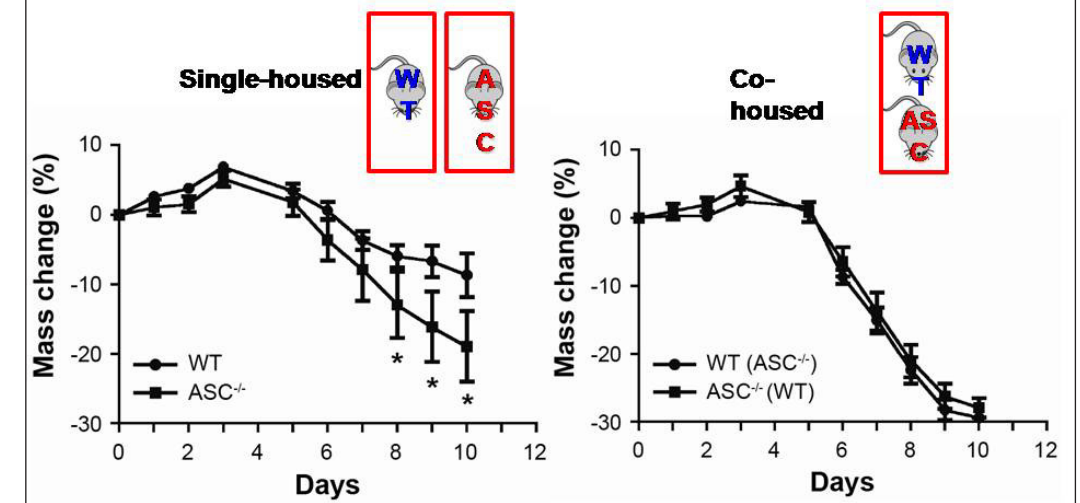 Single-housed
W
T
A
S
C
Co-
housed
W
T
AS
C
Mass change (%)
10
0
-10
-20
-30
WT
ASC-/-
*
*
*
0
2
4
6
8
10
12
Days
Mass change (%)
10
0
-10
-20
-30
WT (ASC-/-)
ASC-/- (WT)
0
2
4
6
8
10
12
Days